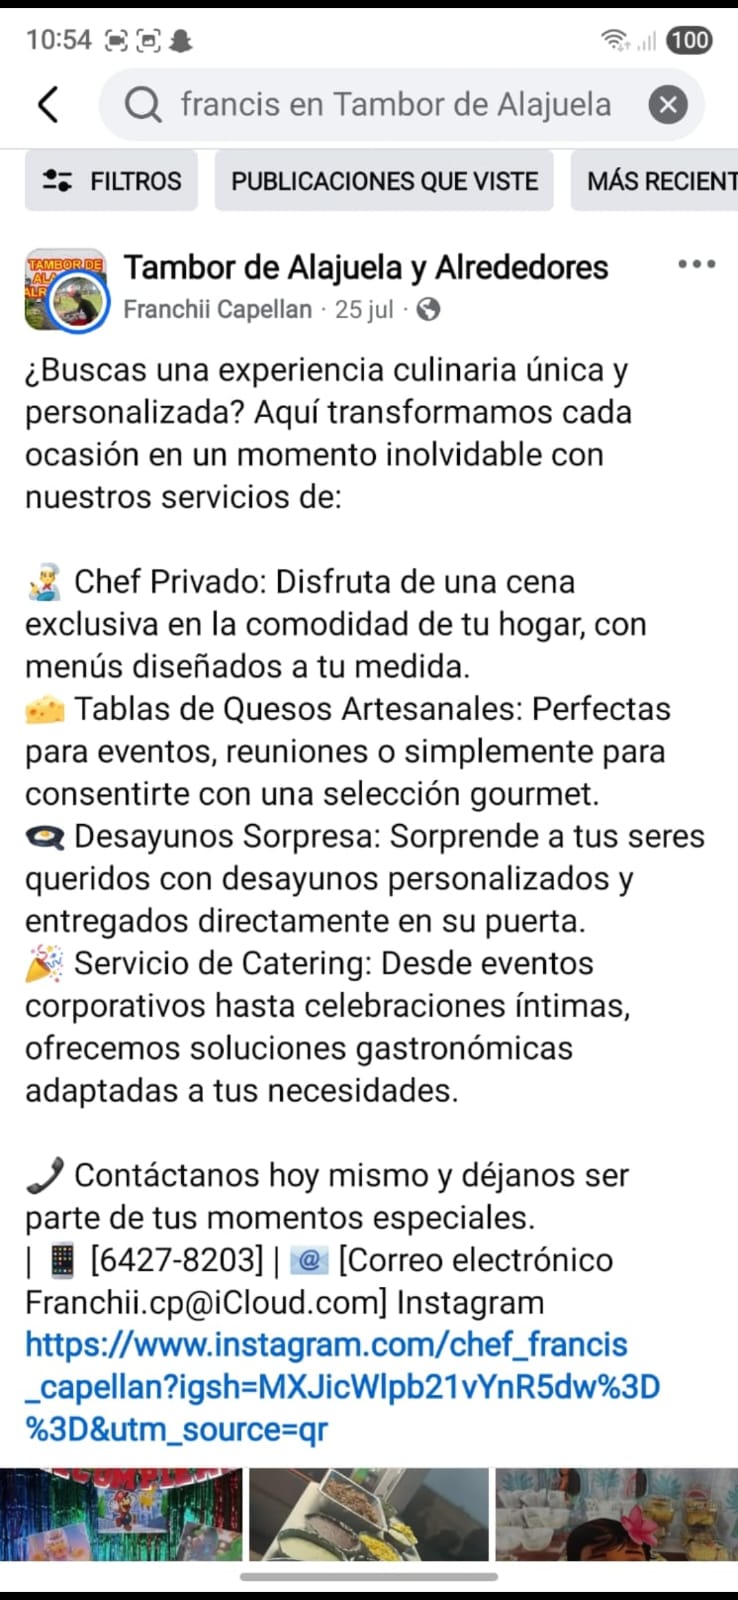 10:54
100
francis en Tambor de Alajuela
FILTROS
PUBLICACIONES QUE VISTE
MÁS RECIENT
TAMBOR DE
Tambor de Alajuela y Alrededores
Franchii Capellan · 25 jul ·
¿Buscas una experiencia culinaria única y
personalizada? Aquí transformamos cada
ocasión en un momento inolvidable con
nuestros servicios de:
👨‍🍳 Chef Privado: Disfruta de una cena
exclusiva en la comodidad de tu hogar, con
menús diseñados a tu medida.
🧀 Tablas de Quesos Artesanales: Perfectas
para eventos, reuniones o simplemente para
consentirte con una selección gourmet.
🍳 Desayunos Sorpresa: Sorprende a tus seres
queridos con desayunos personalizados y
entregados directamente en su puerta.
🎉 Servicio de Catering: Desde eventos
corporativos hasta celebraciones íntimas,
ofrecemos soluciones gastronómicas
adaptadas a tus necesidades.
📞 Contáctanos hoy mismo y déjanos ser
parte de tus momentos especiales.
| 📱 [6427-8203] | 📧 [Correo electrónico
Franchii.cp@iCloud.com] Instagram
https://www.instagram.com/chef_francis
_capellan?igsh=MXJicWlpb21vYnR5dw%3D
%3D&utm_source=qr